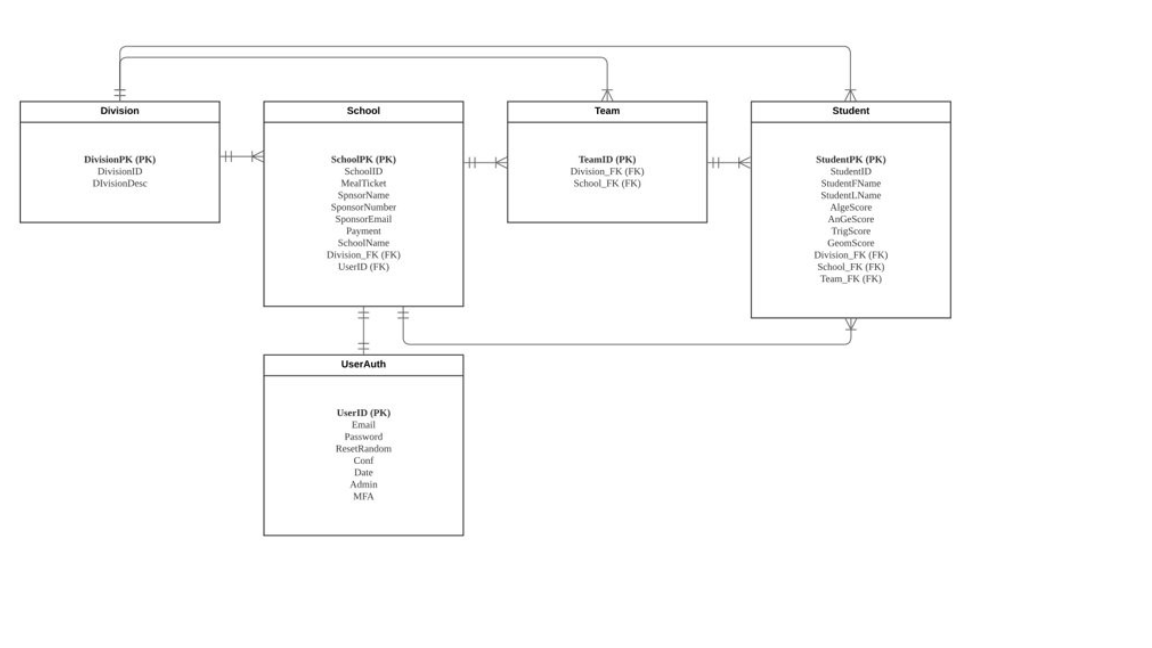 Division
DivisionPK (PK)
DivisionID
DIvisionDesc
School
SchoolPK (PK)
SchoolID
MealTicket
SpnsorName
SponsorNumber
SponsorEmail
Payment
SchoolName
Division_FK (FK)
UserID (FK)
Team
TeamID (PK)
Division_FK (FK)
School_FK (FK)
Student
StudentPK (PK)
StudentID
StudentFName
StudentLName
AlgeScore
AnGeScore
TrigScore
GeomScore
Division_FK (FK)
School_FK (FK)
Team_FK (FK)
UserAuth
UserID (PK)
Email
Password
ResetRandom
Conf
Date
Admin
MFA